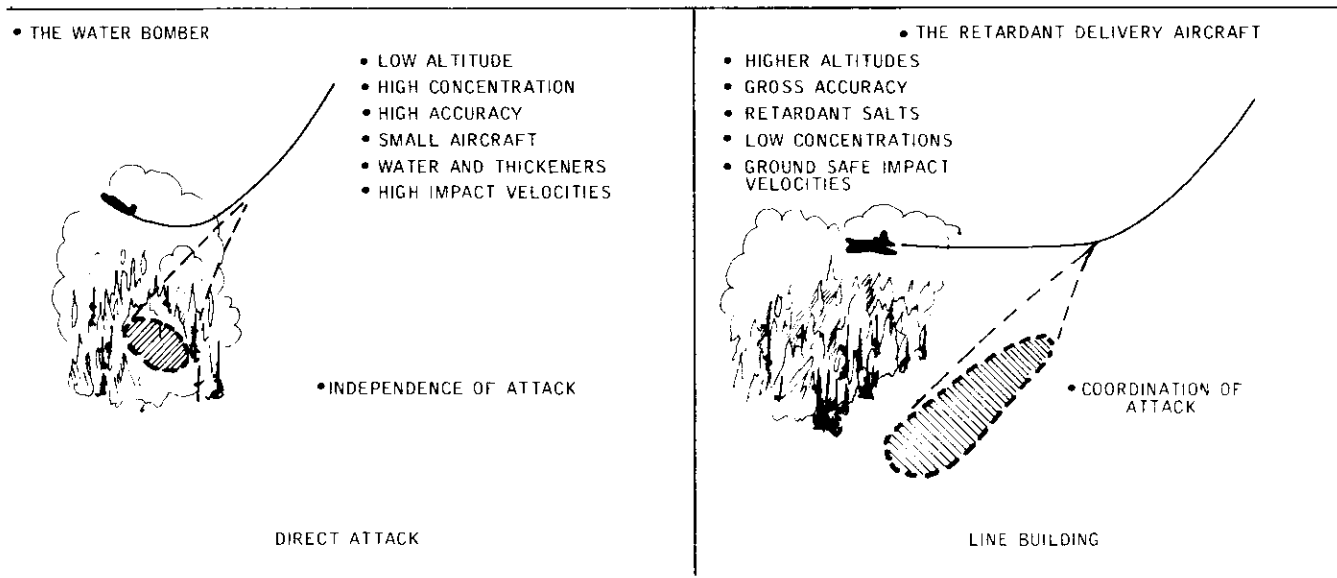 • THE WATER BOMBER
• LOW ALTITUDE
• HIGH CONCENTRATION
• HIGH ACCURACY
• SMALL AIRCRAFT
• WATER AND THICKENERS
• HIGH IMPACT VELOCITIES
• INDEPENDENCE OF ATTACK
DIRECT ATTACK
• THE RETARDANT DELIVERY AIRCRAFT
• HIGHER ALTITUDES
• GROSS ACCURACY
• RETARDANT SALTS
• LOW CONCENTRATIONS
• GROUND SAFE IMPACT
VELOCITIES
• COORDINATION OF
ATTACK
LINE BUILDING